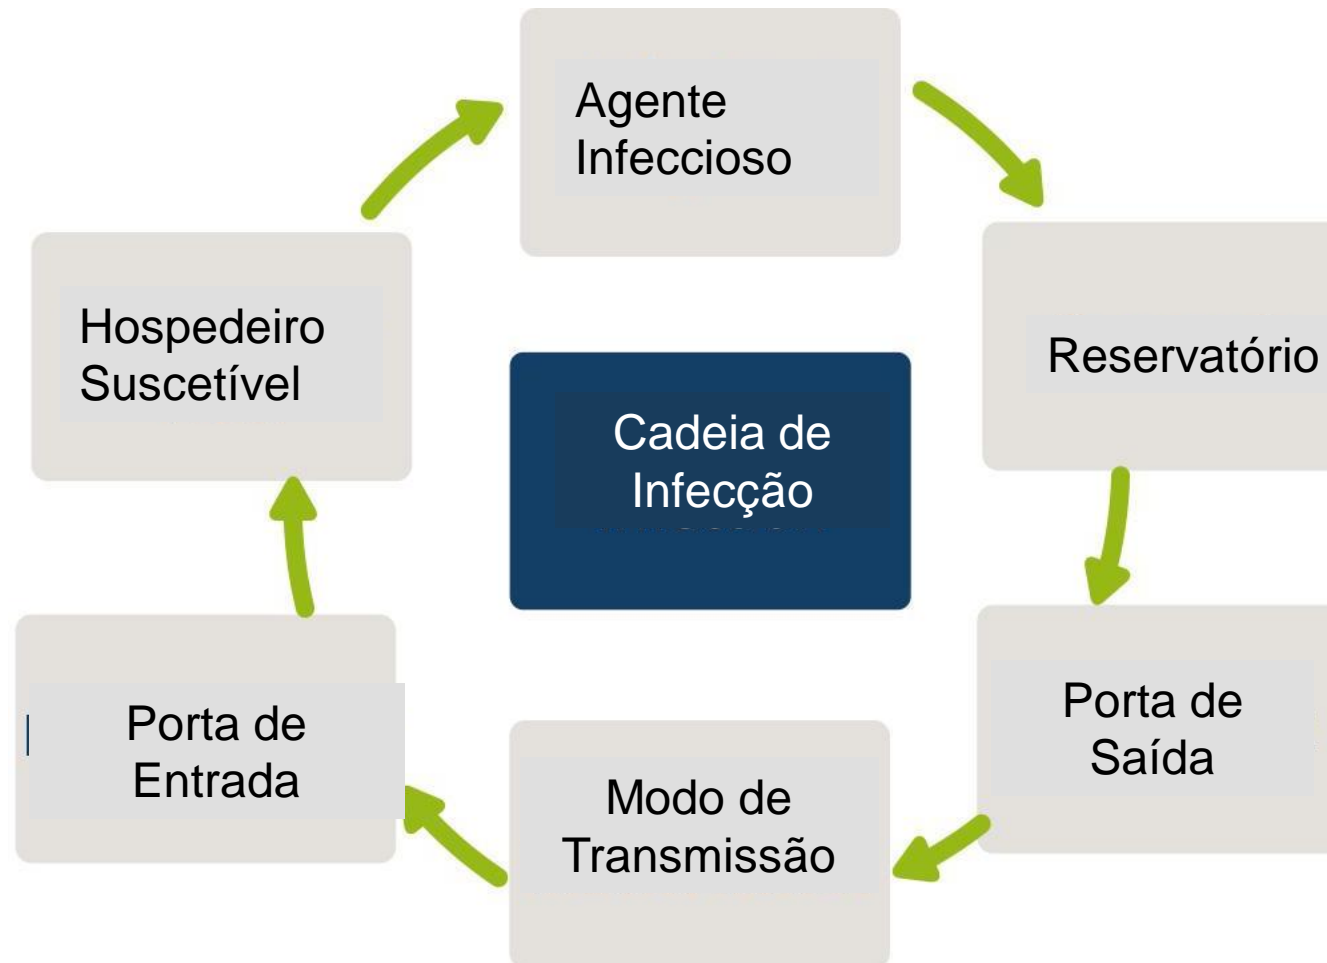 Agente
Infeccioso
Hospedeiro
Suscetível
Reservatório
Cadeia de
Infecção
Porta de
Entrada
Porta de
Saída
Modo de
Transmissão